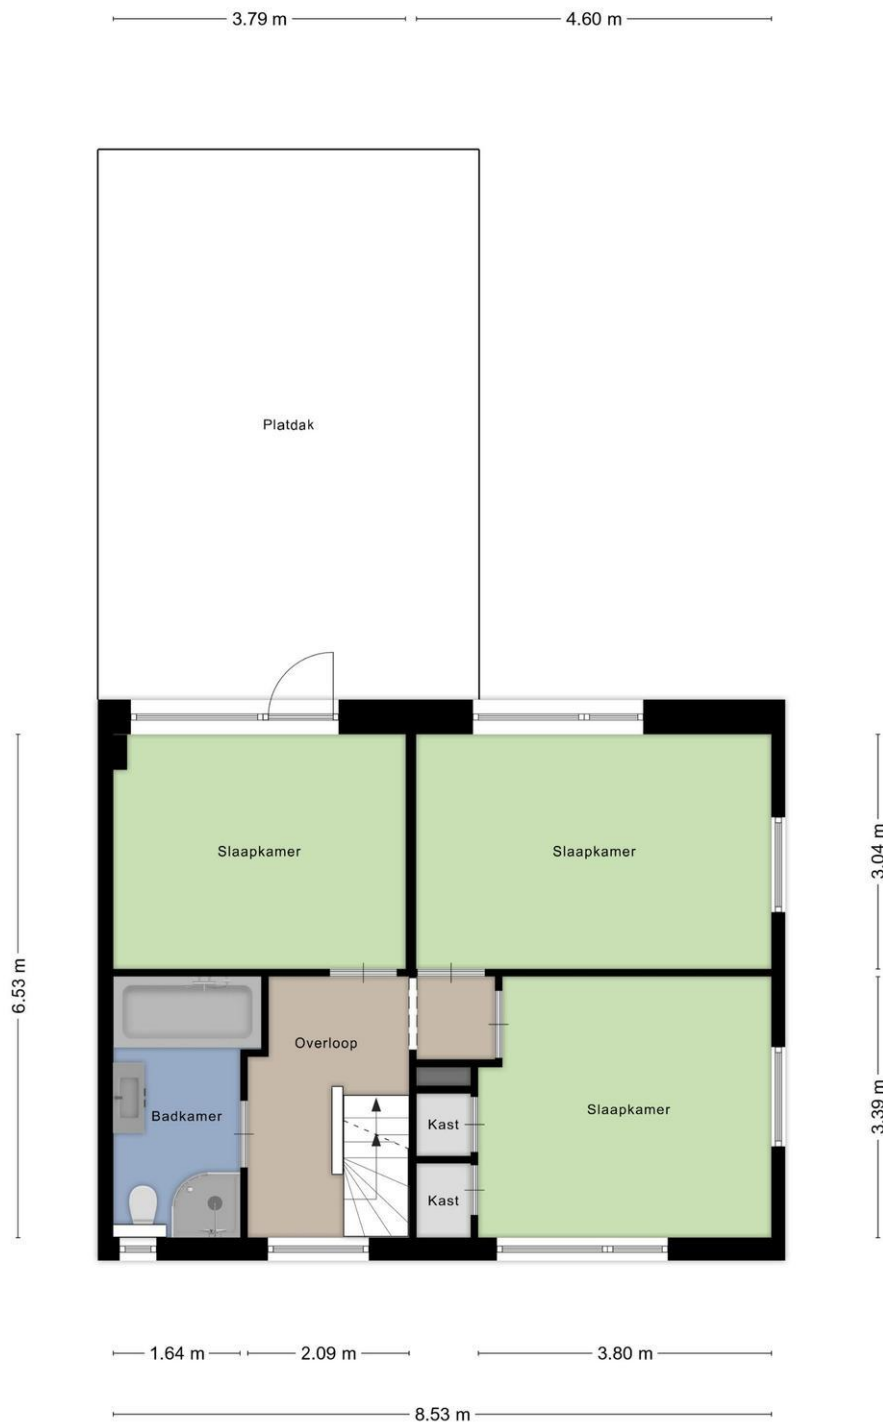 3.79 m
4.60 m
Platdak
Slaapkamer
Slaapkamer
3.04 m
6.53 m
Overloop
Badkamer
Kast
Slaapkamer
3.39 m
Kast
1.64 m
2.09 m
3.80 m
8.53 m